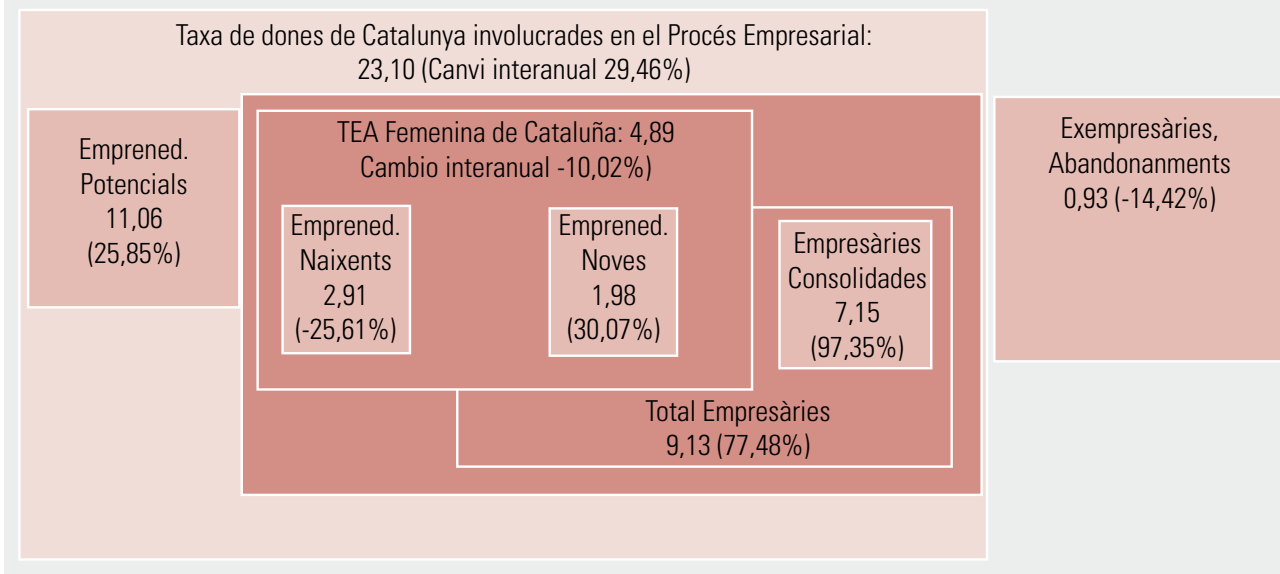 Taxa de dones de Catalunya involucrades en el Procés Empresarial:
23,10 (Canvi interanual 29,46%)
Emprened.
Potencials
11,06
(25,85%)
TEA Femenina de Cataluña: 4,89
Cambio interanual -10,02%)
Emprened.
Naixents
2,91
(-25,61%)
Emprened.
Noves
1,98
(30,07%)
Empresàries
Consolidades
7,15
(97,35%)
Total Empresàries
9,13 (77,48%)
Exempresàries,
Abandonanments
0,93 (-14,42%)